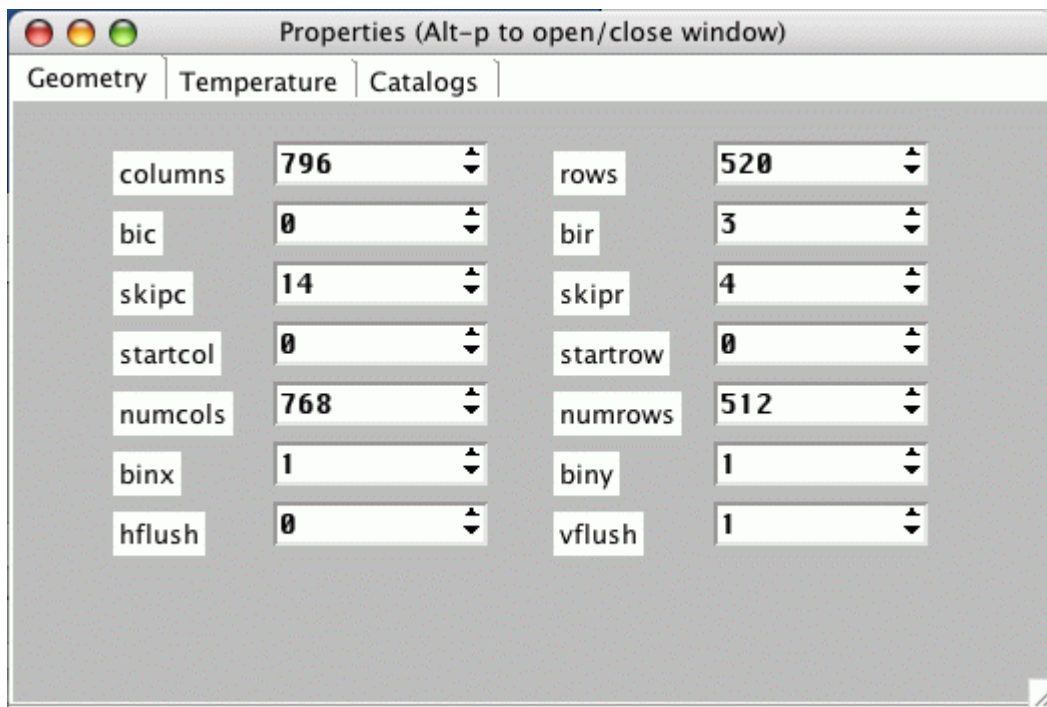 Properties (Alt-p to open/close window)
Geometry Temperature Catalogs
columns 796 rows 520
bic 0 bir 3
skipc 14 skipr 4
startcol 0 startrow 0
numcols 768 numrows 512
binx 1 biny 1
hflush 0 vflush 1